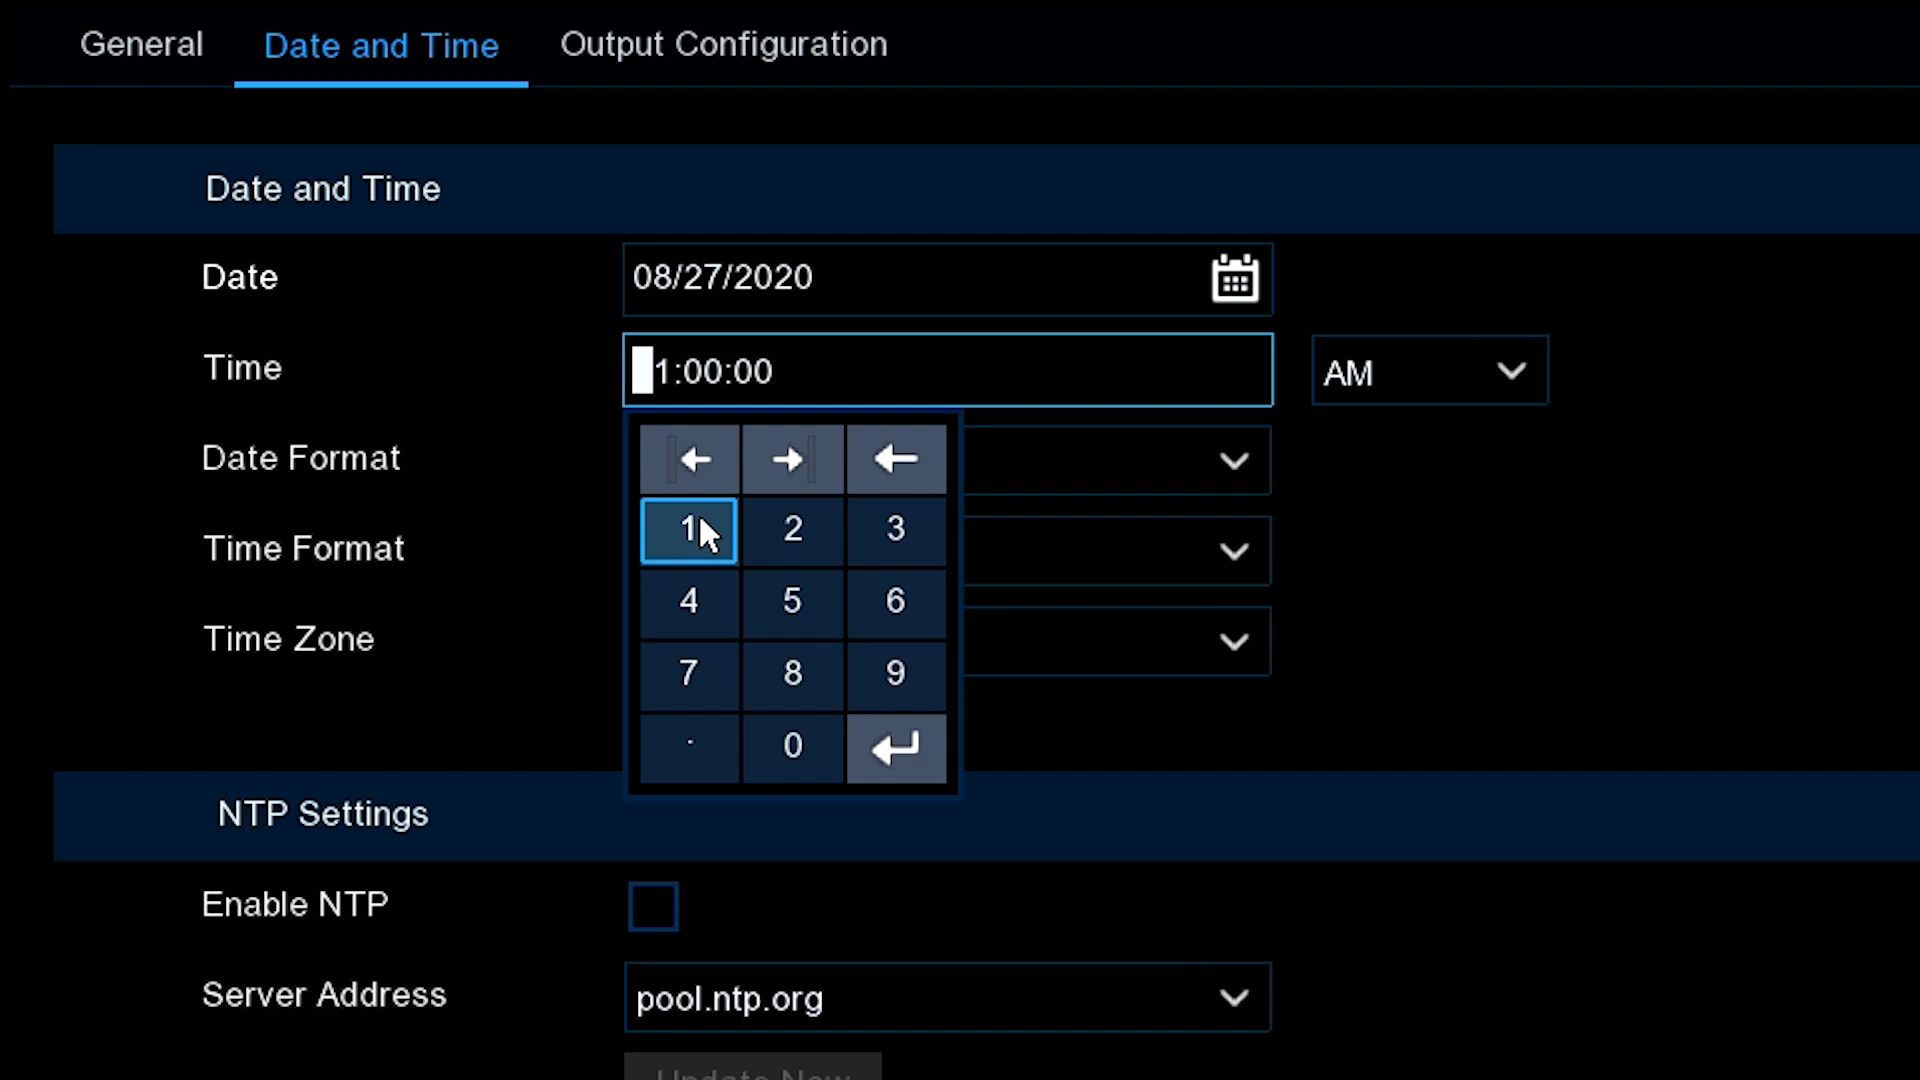 General Date and Time Output Configuration
Date and Time
Date 08/27/2020
Time 1:00:00 AM
Date Format
Time Format
Time Zone
1 2 3
4 5 6
7 8 9
. 0
NTP Settings
Enable NTP
Server Address pool.ntp.org
Update Now